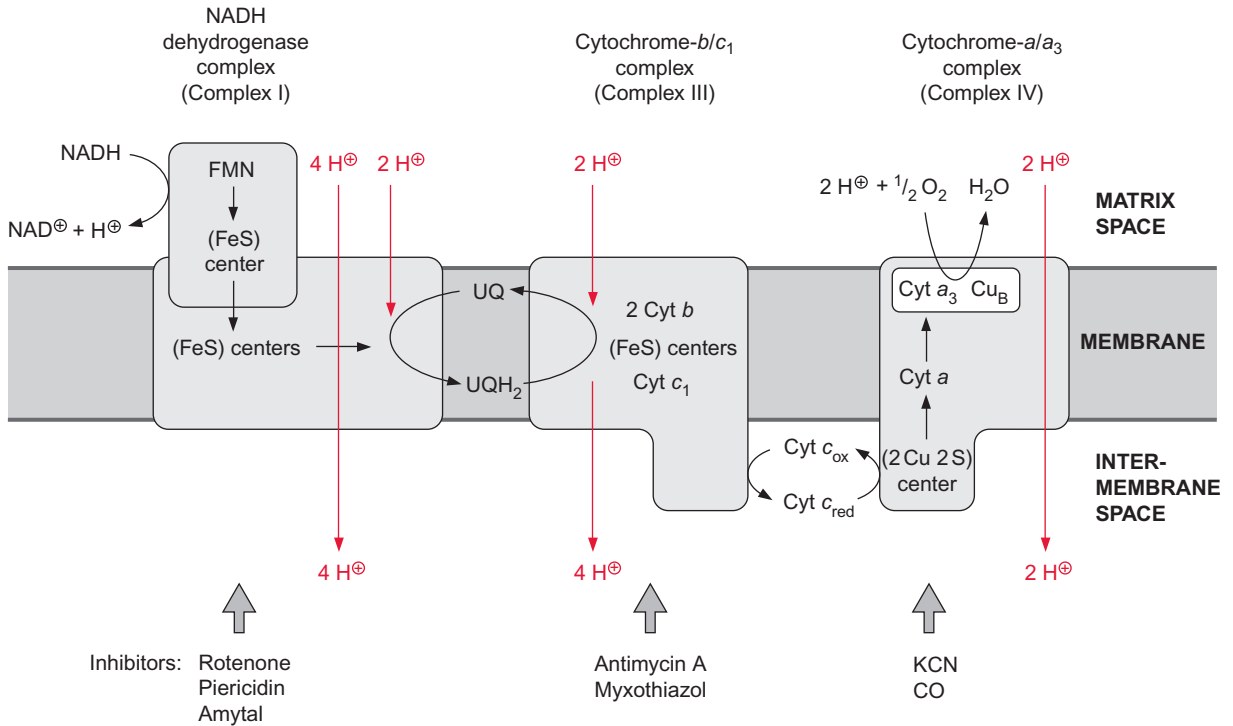 NADH
dehydrogenase
complex
(Complex I)
Cytochrome-b/c₁
complex
(Complex III)
Cytochrome-a/a₃
complex
(Complex IV)
NADH
NAD⊕ + H⊕
FMN
(FeS)
center
(FeS) centers
4 H⊕
2 H⊕
2 H⊕
2 H⊕ + ¹/₂ O₂
H₂O
2 H⊕
MATRIX
SPACE
UQ
UQH₂
2 Cyt b
(FeS) centers
Cyt c₁
Cyt a₃ Cu_B
Cyt a
(2 Cu 2 S)
center
MEMBRANE
Cyt c_ox
Cyt c_red
INTER-
MEMBRANE
SPACE
4 H⊕
4 H⊕
2 H⊕
Inhibitors: Rotenone
Piericidin
Amytal
Antimycin A
Myxothiazol
KCN
CO